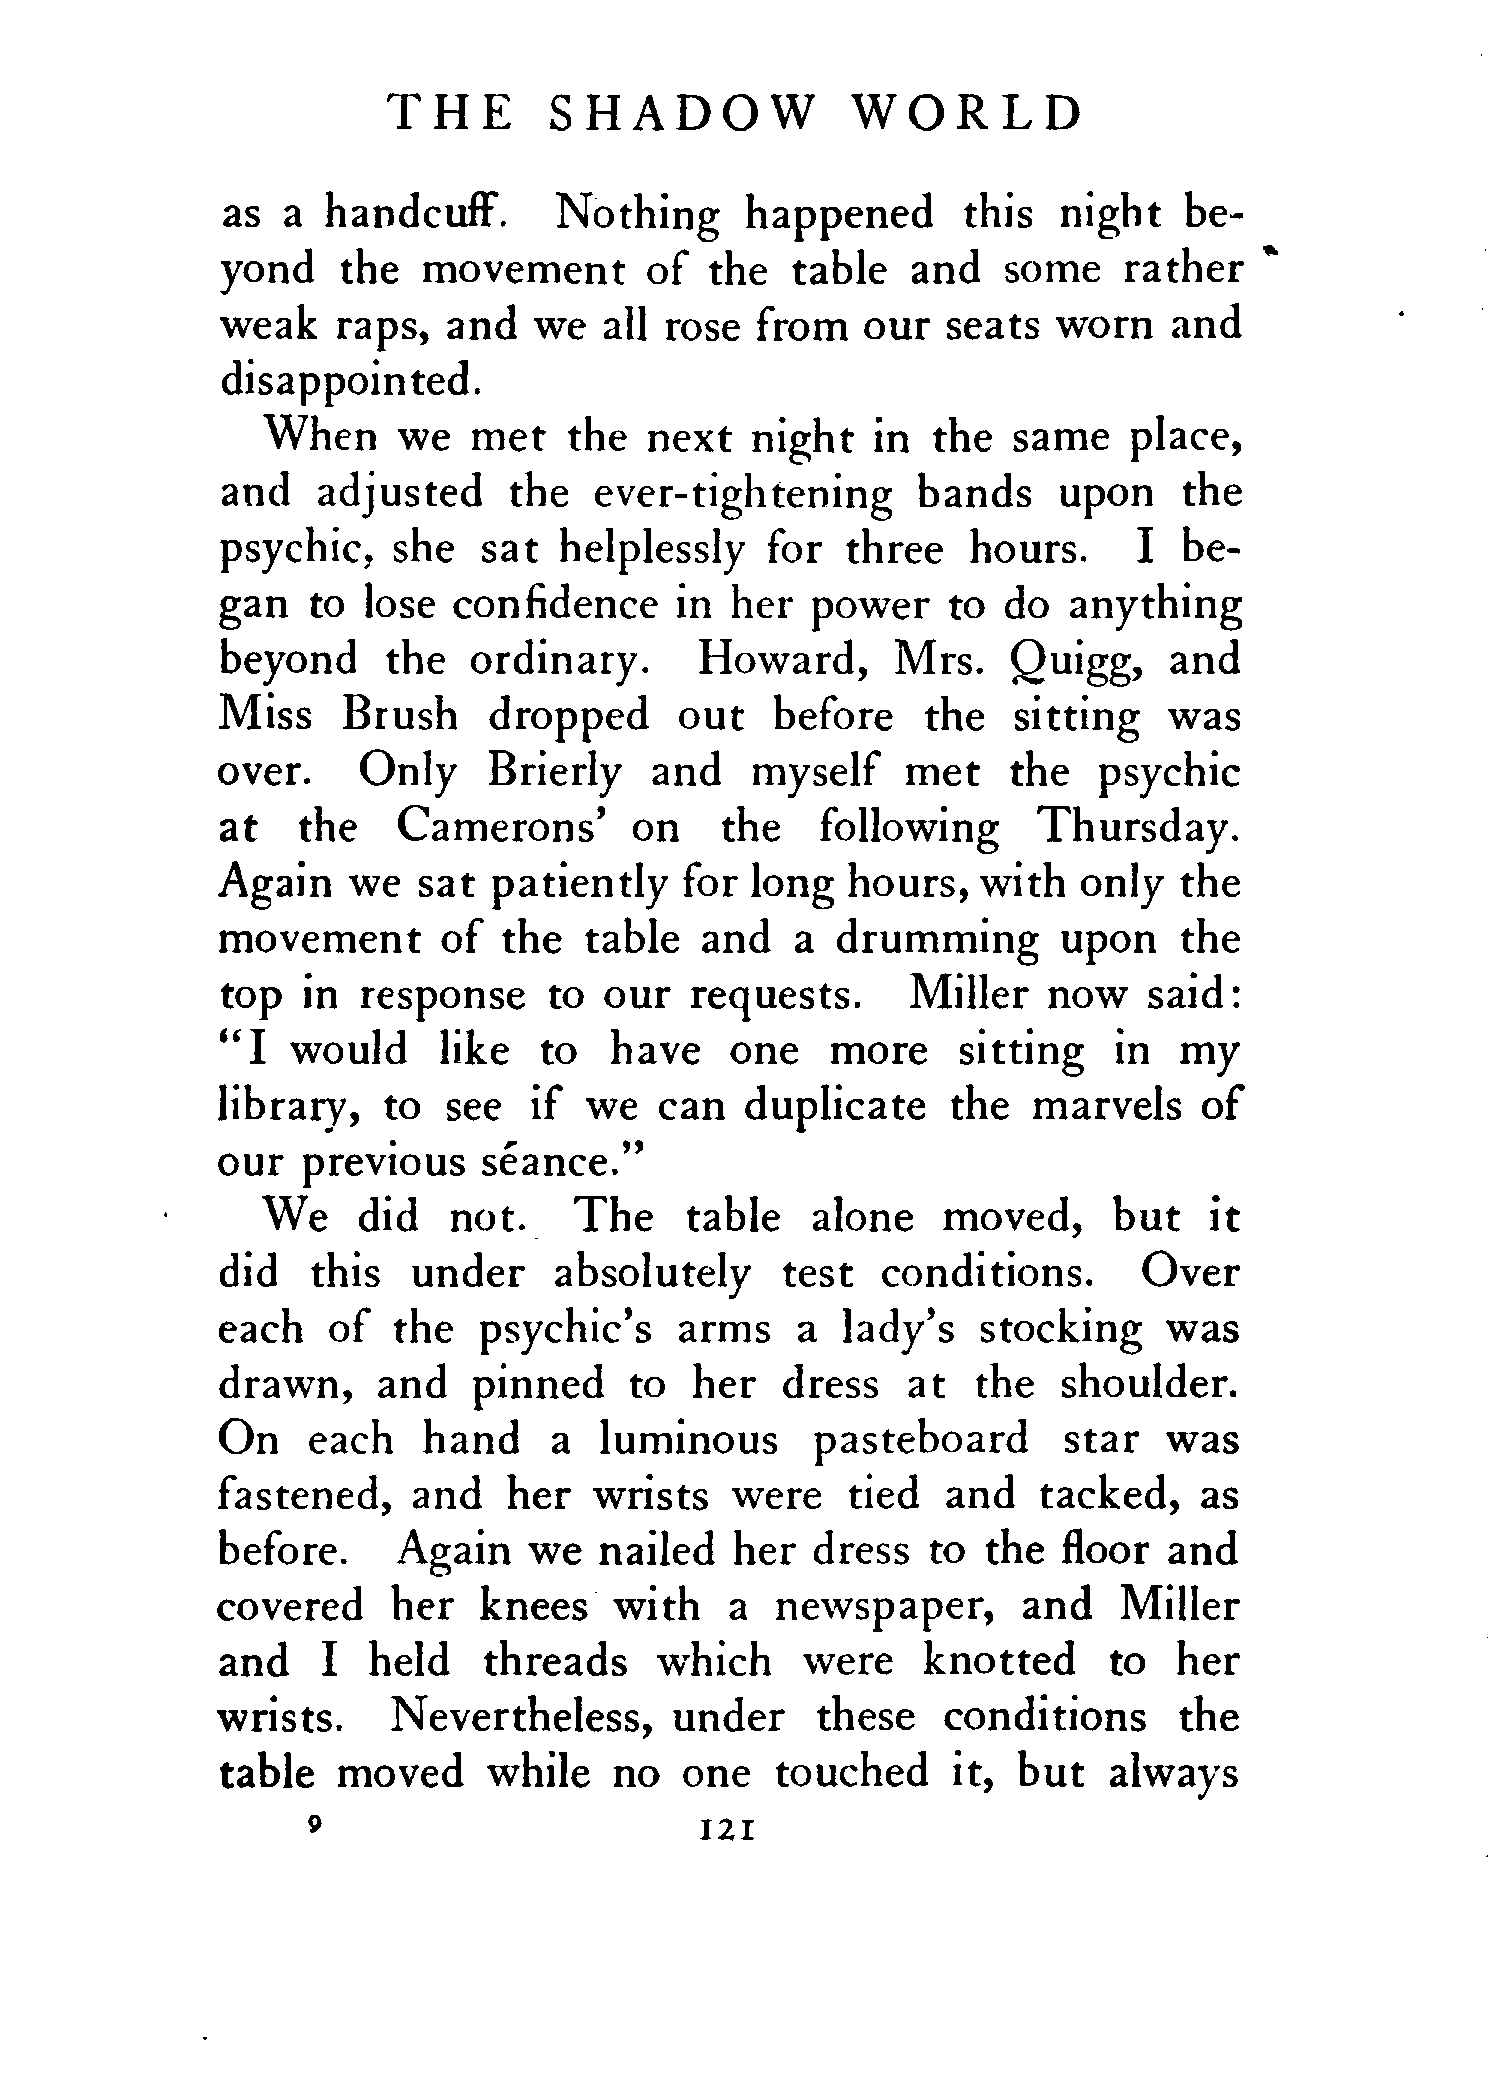 THE SHADOW WORLD
as a handcuff. Nothing happened this night be-
yond the movement of the table and some rather
weak raps, and we all rose from our seats worn and
disappointed.
When we met the next night in the same place,
and adjusted the ever-tightening bands upon the
psychic, she sat helplessly for three hours. I be-
gan to lose confidence in her power to do anything
beyond the ordinary. Howard, Mrs. Quigg, and
Miss Brush dropped out before the sitting was
over. Only Brierly and myself met the psychic
at the Camerons' on the following Thursday.
Again we sat patiently for long hours, with only the
movement of the table and a drumming upon the
top in response to our requests. Miller now said:
"I would like to have one more sitting in my
library, to see if we can duplicate the marvels of
our previous séance."
We did not. The table alone moved, but it
did this under absolutely test conditions. Over
each of the psychic's arms a lady's stocking was
drawn, and pinned to her dress at the shoulder.
On each hand a luminous pasteboard star was
fastened, and her wrists were tied and tacked, as
before. Again we nailed her dress to the floor and
covered her knees with a newspaper, and Miller
and I held threads which were knotted to her
wrists. Nevertheless, under these conditions the
table moved while no one touched it, but always
9 121